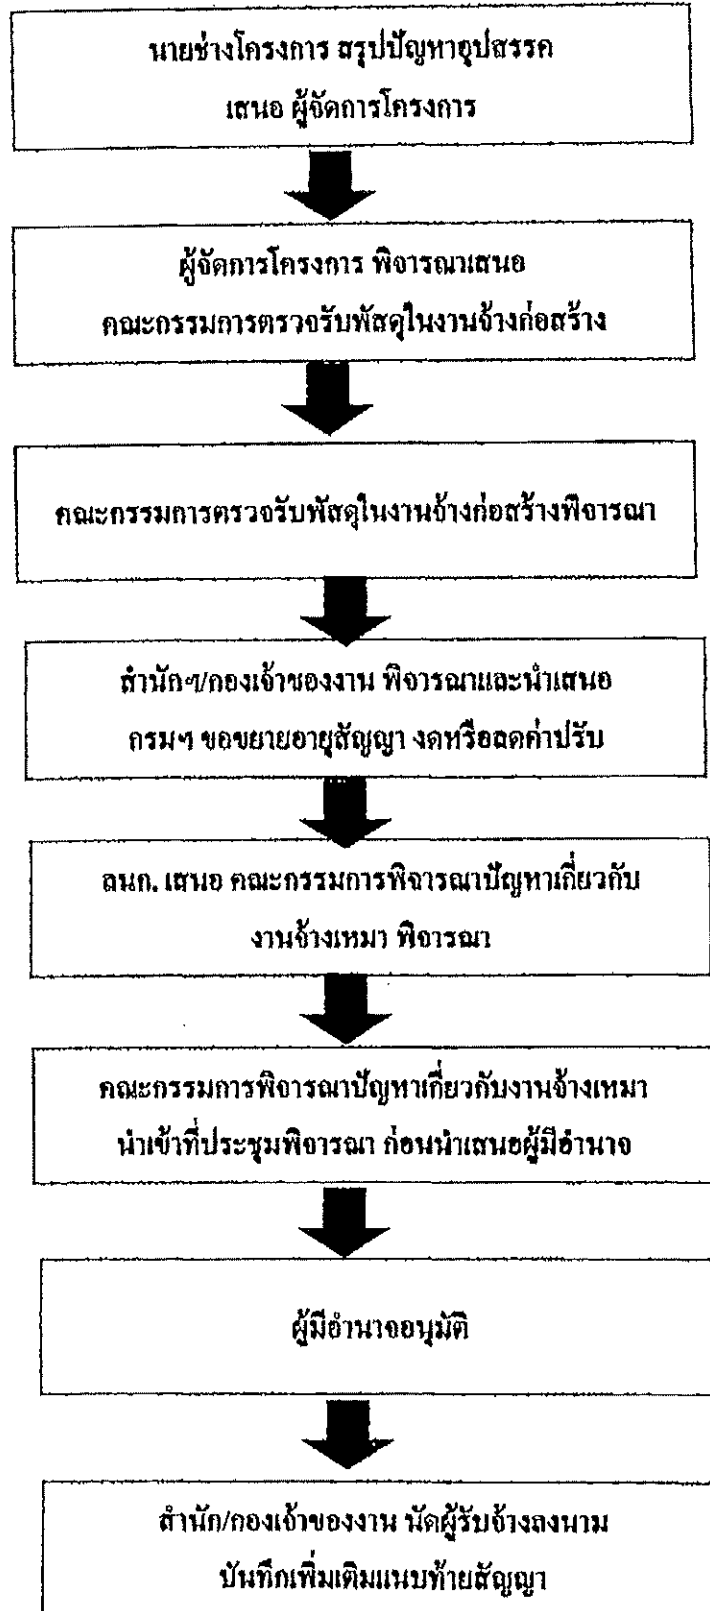 นายช่างโครงการ สรุปปัญหาอุปสรรค
เสนอ ผู้จัดการโครงการ
ผู้จัดการโครงการ พิจารณาเสนอ
คณะกรรมการตรวจรับพัสดุในงานจ้างก่อสร้าง
คณะกรรมการตรวจรับพัสดุในงานจ้างก่อสร้างพิจารณา
สำนักฯ/กองเจ้าของงาน พิจารณาและนำเสนอ
กรมฯ ขอขยายอายุสัญญา งดหรือลดค่าปรับ
ลนก. เสนอ คณะกรรมการพิจารณาปัญหาเกี่ยวกับ
งานจ้างเหมา พิจารณา
คณะกรรมการพิจารณาปัญหาเกี่ยวกับงานจ้างเหมา
นำเข้าที่ประชุมพิจารณา ก่อนนำเสนอผู้มีอำนาจ
ผู้มีอำนาจอนุมัติ
สำนัก/กองเจ้าของงาน นัดผู้รับจ้างลงนาม
บันทึกเพิ่มเติมแนบท้ายสัญญา